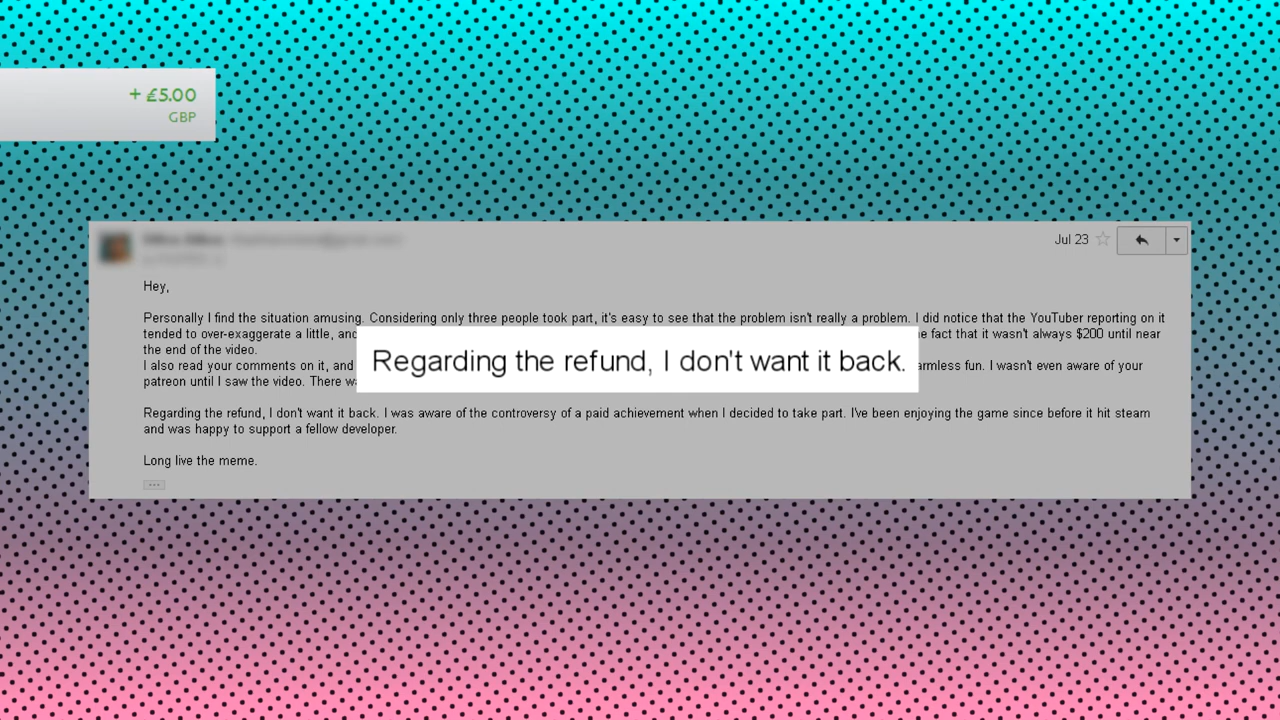 + £5.00
GBP
Jul 23
Hey,
Personally I find the situation amusing. Considering only three people took part, it's easy to see that the problem isn't really a problem. I did notice that the YouTuber reporting on it
tended to over-exaggerate a little, and fact that it wasn't always $200 until near
the end of the video.
Regarding the refund, I don't want it back.
I also read your comments on it, and fun. I wasn't even aware of your
patreon until I saw the video. There
Regarding the refund, I don't want it back. I was aware of the controversy of a paid achievement when I decided to take part. I've been enjoying the game since before it hit steam
and was happy to support a fellow developer.
Long live the meme.